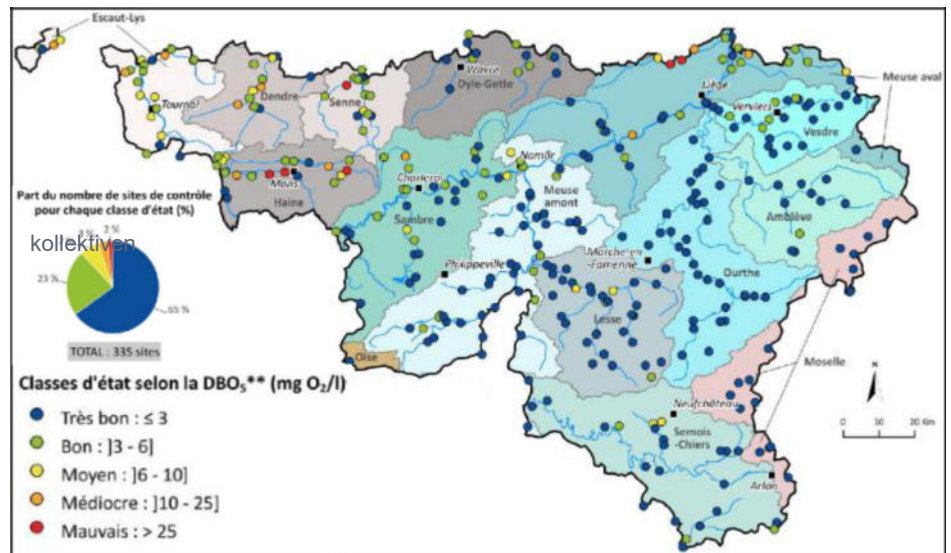 Escaut-Lys
Wavre
Dyle-Gette
Meuse aval
Dendre
Senne
Liège
Tournai
Verviers
Vesdre
Mons
Haine
Namur
Charleroi
Sambre
Meuse
amont
Amblève
Part du nombre de sites de contrôle
pour chaque classe d'état (%)
2 %
kollektiven
23 %
65 %
TOTAL : 335 sites
Marche-en
-Famenne
Philippeville
Ourthe
Lesse
Oise
Moselle
N
Neufchâteau
Semois
-Chiers
0 10 20 Km
Arlon
Classes d'état selon la DBO₅** (mg O₂/l)
Très bon : ≤ 3
Bon : ]3 - 6]
Moyen : ]6 - 10]
Médiocre : ]10 - 25]
Mauvais : > 25